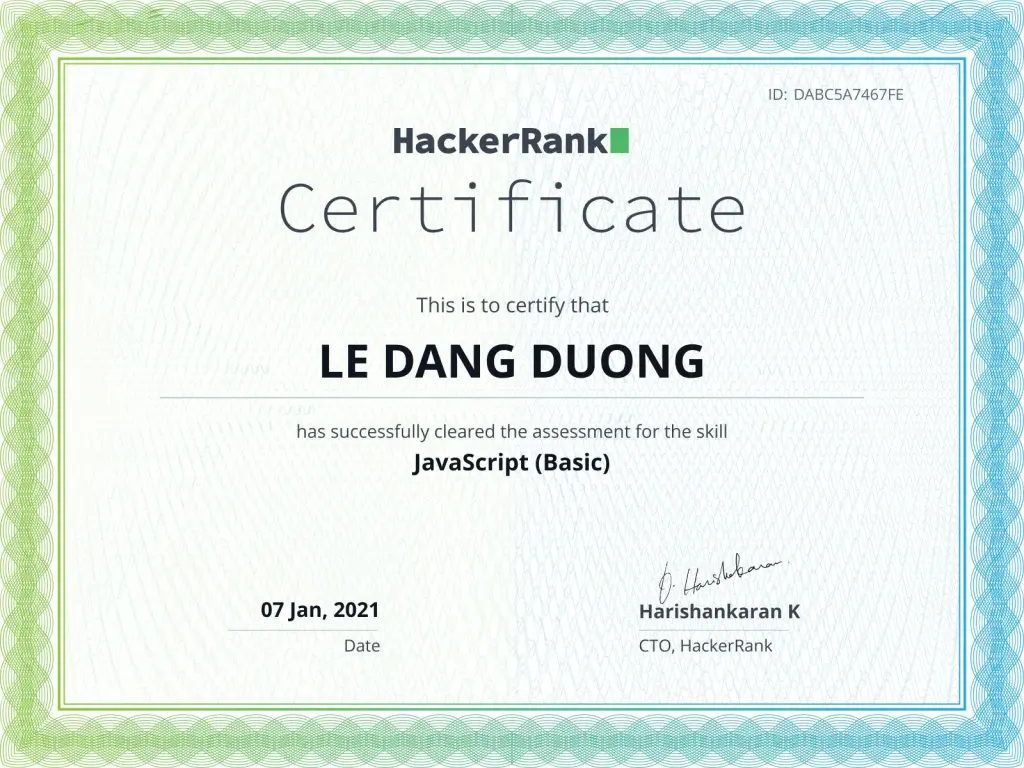 ID: DABC5A7467FE
HackerRank
Certificate
This is to certify that
LE DANG DUONG
has successfully cleared the assessment for the skill
JavaScript (Basic)
07 Jan, 2021
Date
Harishankaran K
CTO, HackerRank